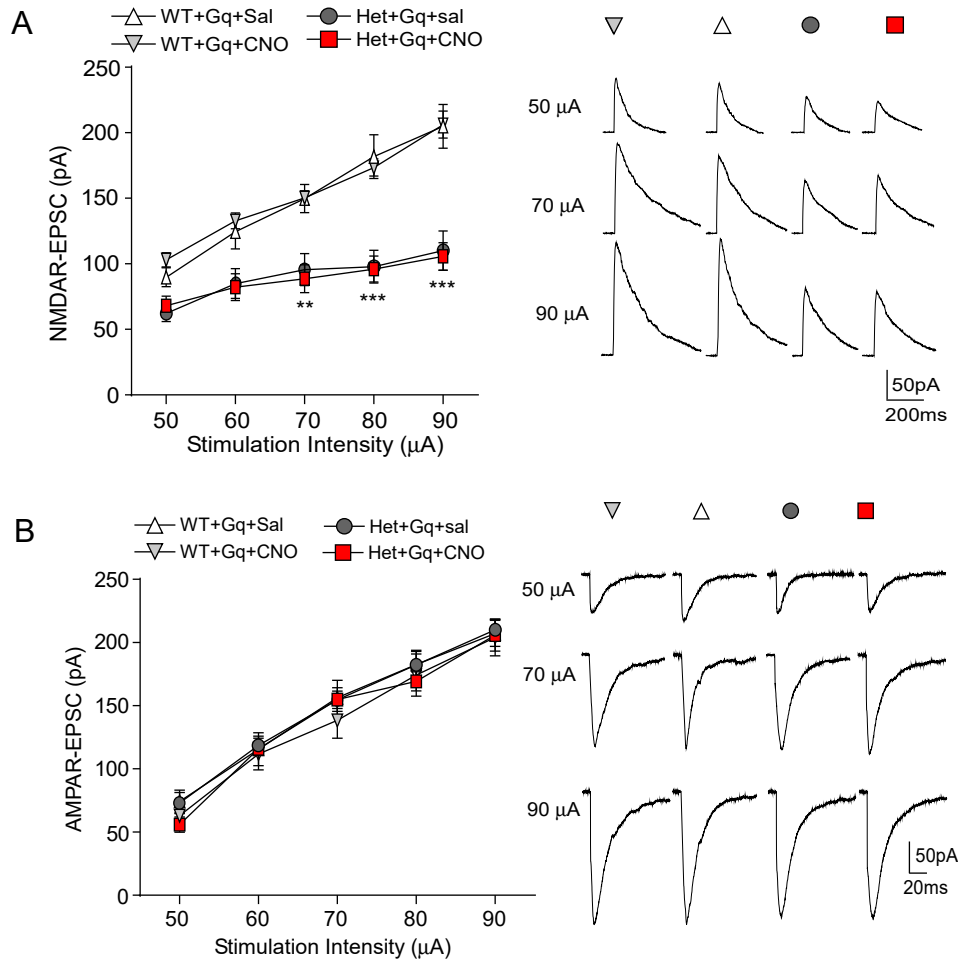 A
WT+Gq+Sal
Het+Gq+sal
WT+Gq+CNO
Het+Gq+CNO
250
200
150
100
50
0
NMDAR-EPSC (pA)
**
***
***
50 60 70 80 90
Stimulation Intensity (μA)
50 μA
70 μA
90 μA
50pA
200ms
B
WT+Gq+Sal
Het+Gq+sal
WT+Gq+CNO
Het+Gq+CNO
250
200
150
100
50
0
AMPAR-EPSC (pA)
50 60 70 80 90
Stimulation Intensity (μA)
50 μA
70 μA
90 μA
50pA
20ms